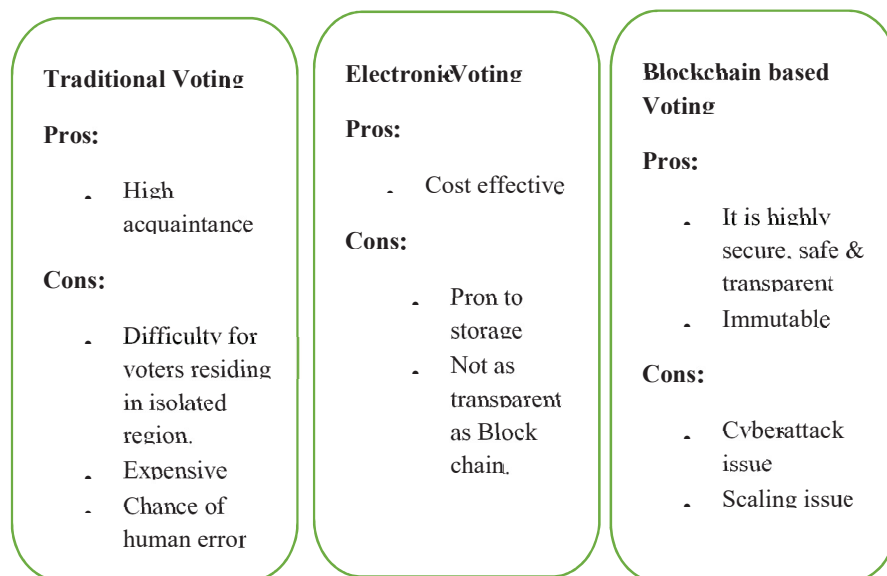 Traditional Voting
Pros:
High
acquaintance
Cons:
Difficulty for
voters residing
in isolated
region.
Expensive
Chance of
human error
Electronic Voting
Pros:
Cost effective
Cons:
Pron to
storage
Not as
transparent
as Block
chain.
Blockchain based
Voting
Pros:
It is highly
secure, safe &
transparent
Immutable
Cons:
Cyberattack
issue
Scaling issue